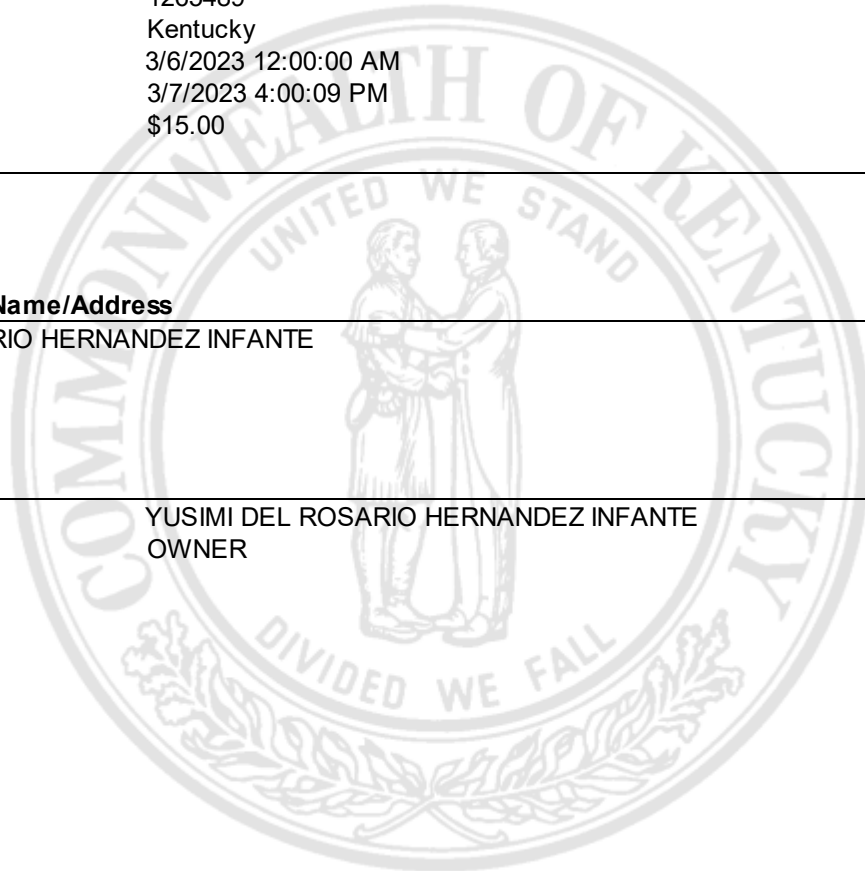 Kentucky
3/6/2023 12:00:00 AM
3/7/2023 4:00:09 PM
$15.00
COMMONWEALTH OF KENTUCKY
UNITED WE STAND
Name/Address
RIO HERNANDEZ INFANTE
YUSIMI DEL ROSARIO HERNANDEZ INFANTE
OWNER
DIVIDED WE FALL